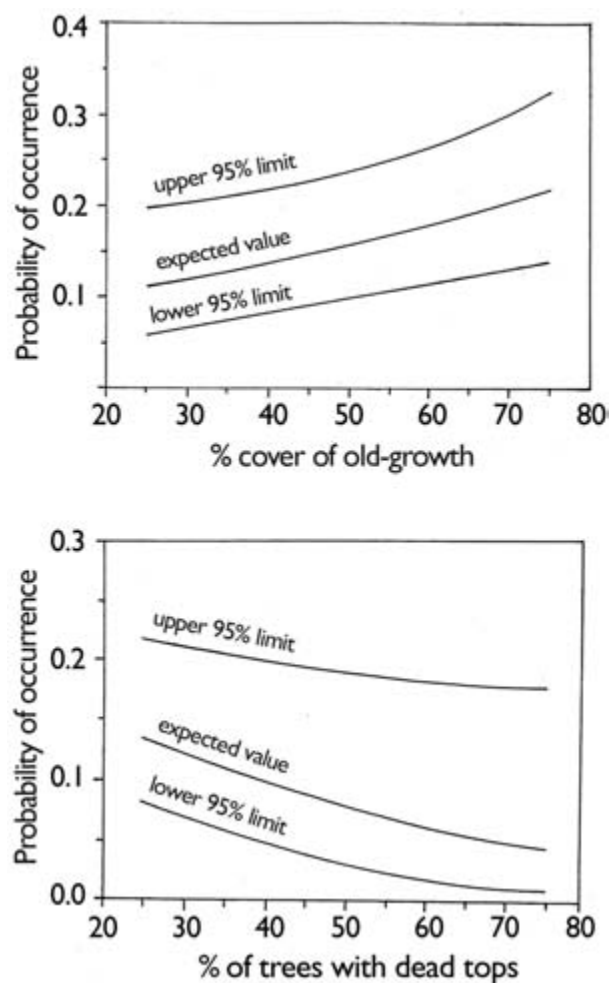 0.4
0.3
0.2
0.1
Probability of occurrence
upper 95% limit
expected value
lower 95% limit
20 30 40 50 60 70 80
% cover of old-growth
0.3
0.2
0.1
0.0
Probability of occurrence
upper 95% limit
expected value
lower 95% limit
20 30 40 50 60 70 80
% of trees with dead tops